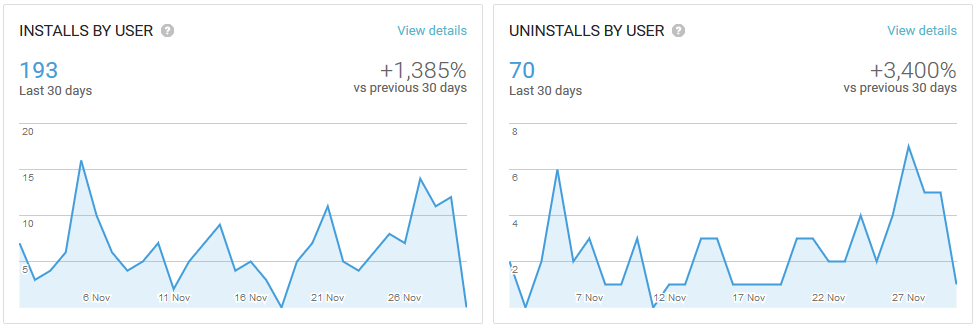 INSTALLS BY USER ? View details
193 +1,385%
Last 30 days vs previous 30 days
20
15
10
5
6 Nov 11 Nov 16 Nov 21 Nov 26 Nov
UNINSTALLS BY USER ? View details
70 +3,400%
Last 30 days vs previous 30 days
8
6
4
2
7 Nov 12 Nov 17 Nov 22 Nov 27 Nov